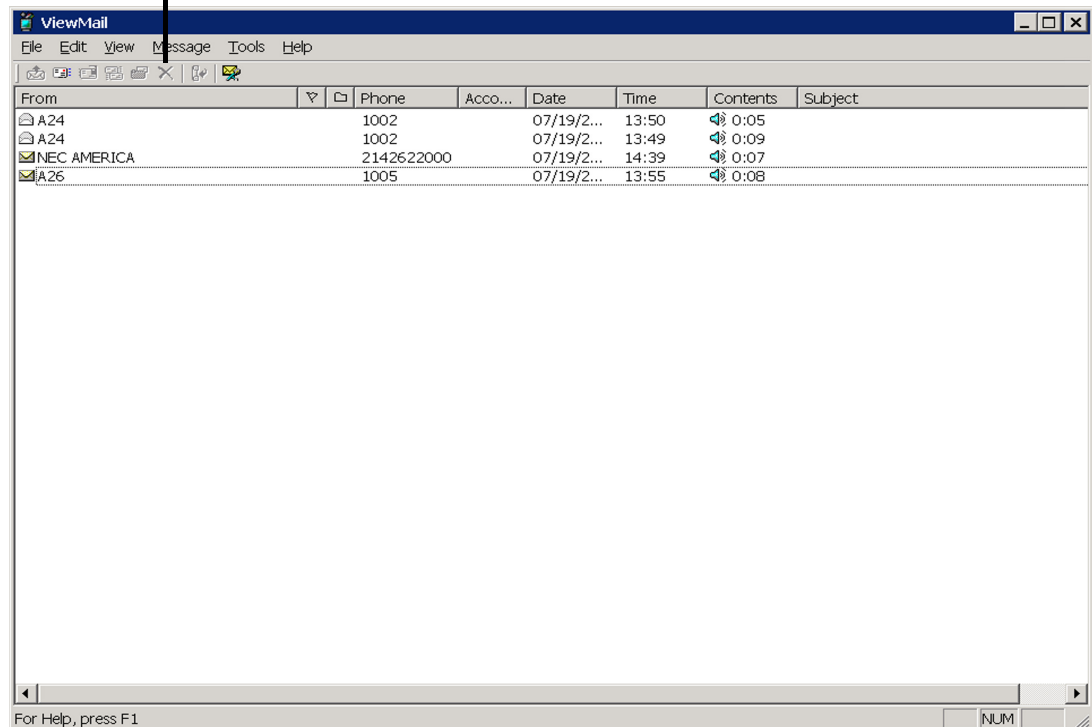 ViewMail
File Edit View Message Tools Help
From Phone Acco... Date Time Contents Subject
A24 1002 07/19/2... 13:50 0:05
A24 1002 07/19/2... 13:49 0:09
NEC AMERICA 2142622000 07/19/2... 14:39 0:07
A26 1005 07/19/2... 13:55 0:08
For Help, press F1 NUM